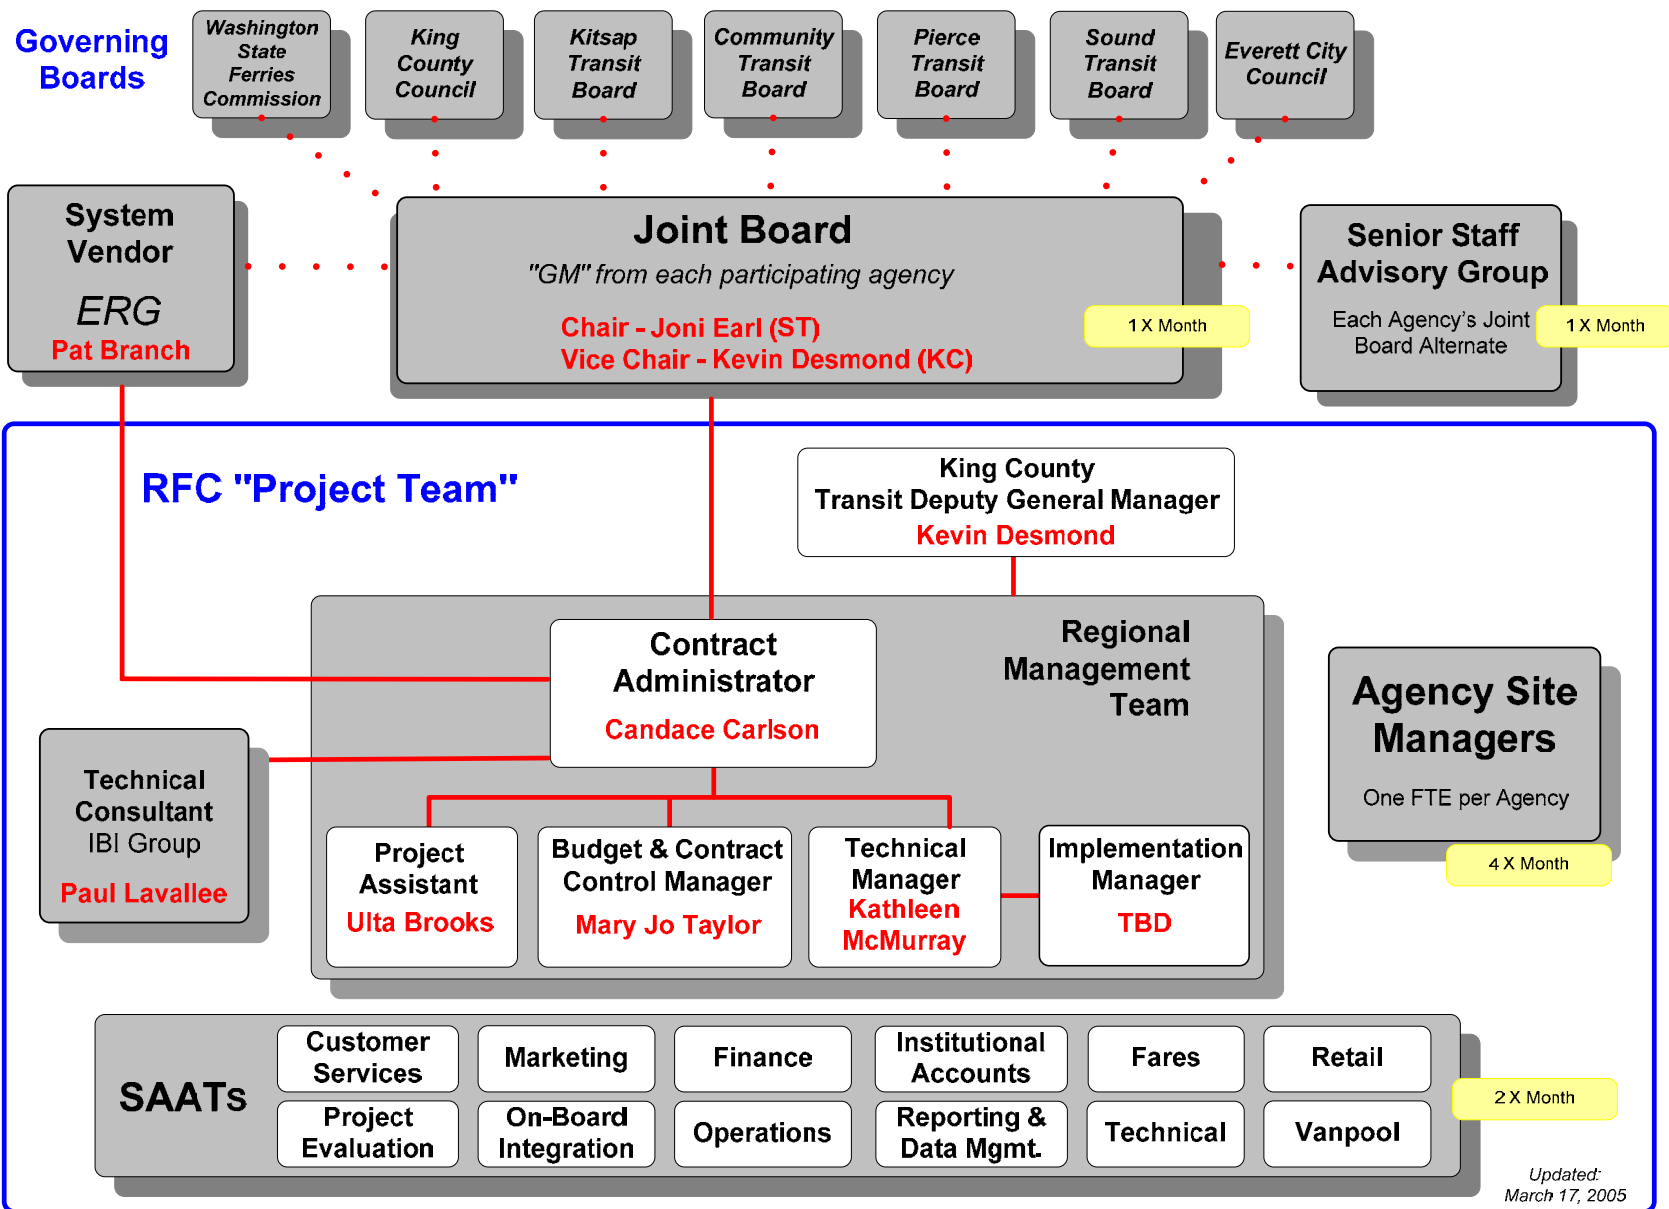 Governing
Boards
Washington
State
Ferries
Commission
King
County
Council
Kitsap
Transit
Board
Community
Transit
Board
Pierce
Transit
Board
Sound
Transit
Board
Everett City
Council
System
Vendor
ERG
Pat Branch
Joint Board
"GM" from each participating agency
Chair - Joni Earl (ST)
Vice Chair - Kevin Desmond (KC)
1 X Month
Senior Staff
Advisory Group
Each Agency's Joint
Board Alternate
1 X Month
RFC "Project Team"
King County
Transit Deputy General Manager
Kevin Desmond
Regional
Management
Team
Contract
Administrator
Candace Carlson
Technical
Consultant
IBI Group
Paul Lavallee
Project
Assistant
Ulta Brooks
Budget & Contract
Control Manager
Mary Jo Taylor
Technical
Manager
Kathleen
McMurray
Implementation
Manager
TBD
Agency Site
Managers
One FTE per Agency
4 X Month
SAATs
Customer
Services
Marketing
Finance
Institutional
Accounts
Fares
Retail
Project
Evaluation
On-Board
Integration
Operations
Reporting &
Data Mgmt.
Technical
Vanpool
2 X Month
Updated:
March 17, 2005